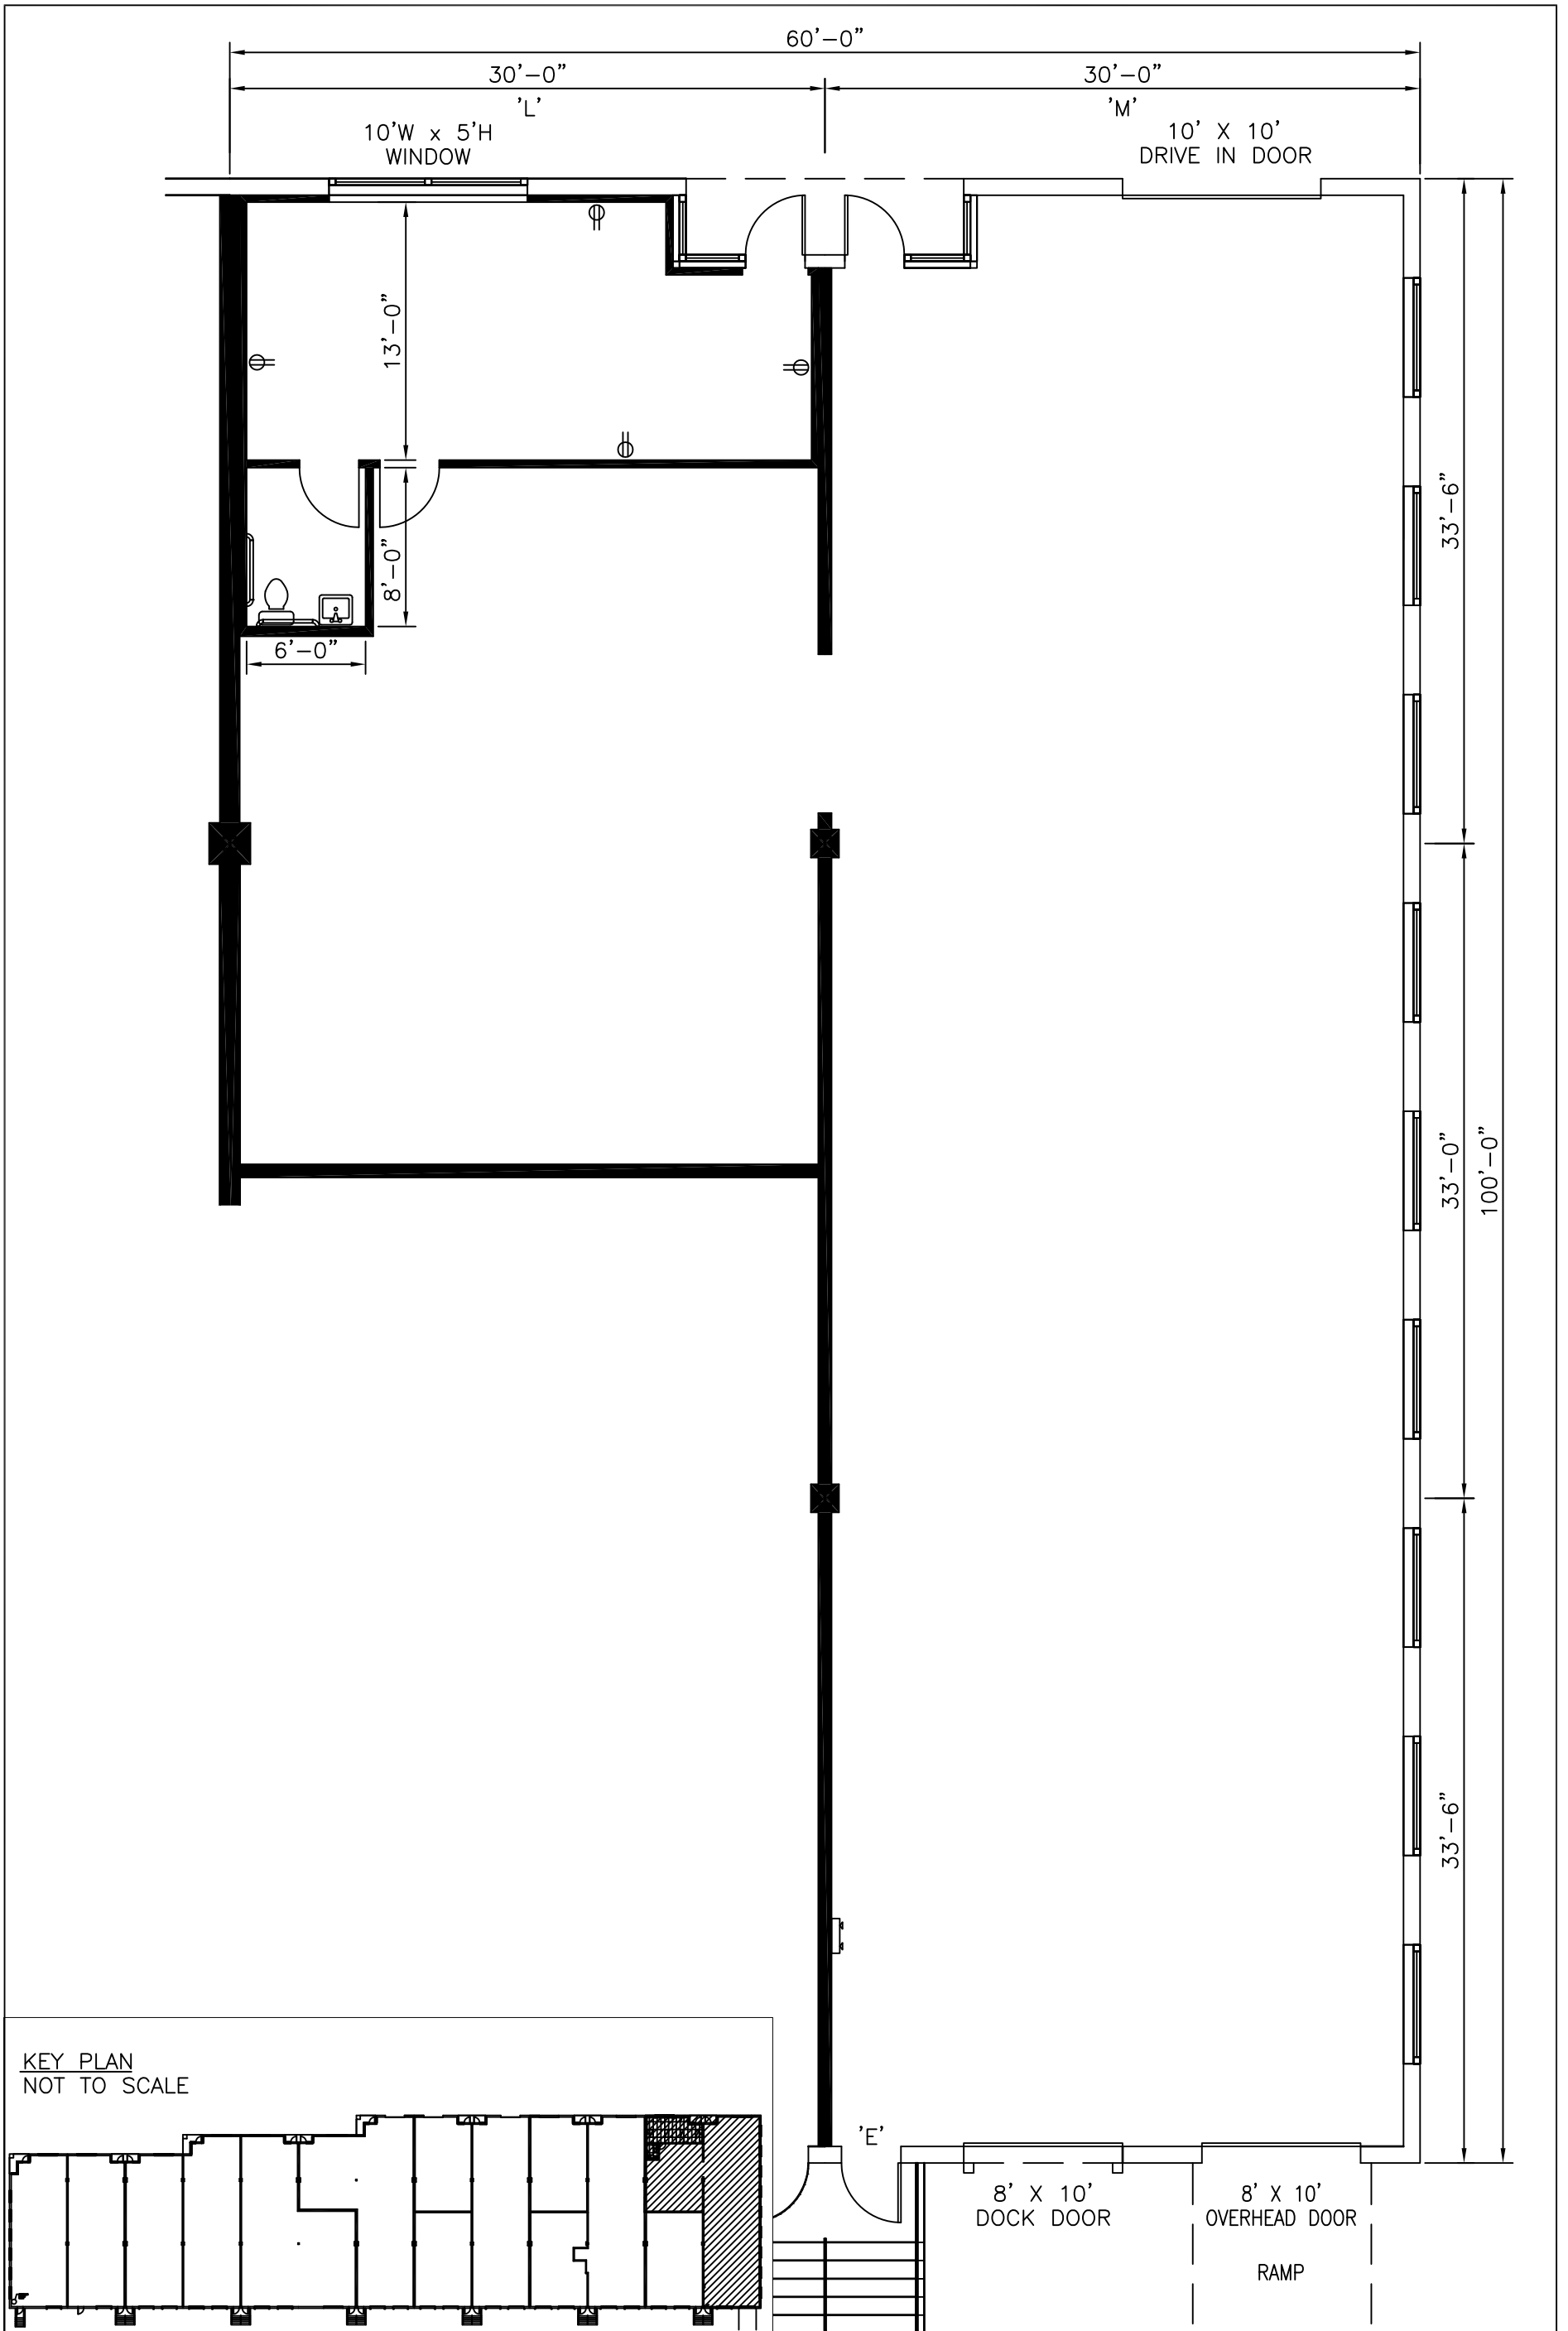 60'-0"
30'-0"
30'-0"
'L'
'M'
10'W x 5'H
WINDOW
10' X 10'
DRIVE IN DOOR
13'-0"
8'-0"
6'-0"
33'-6"
33'-0"
100'-0"
33'-6"
KEY PLAN
NOT TO SCALE
'E'
8' X 10'
DOCK DOOR
8' X 10'
OVERHEAD DOOR
RAMP